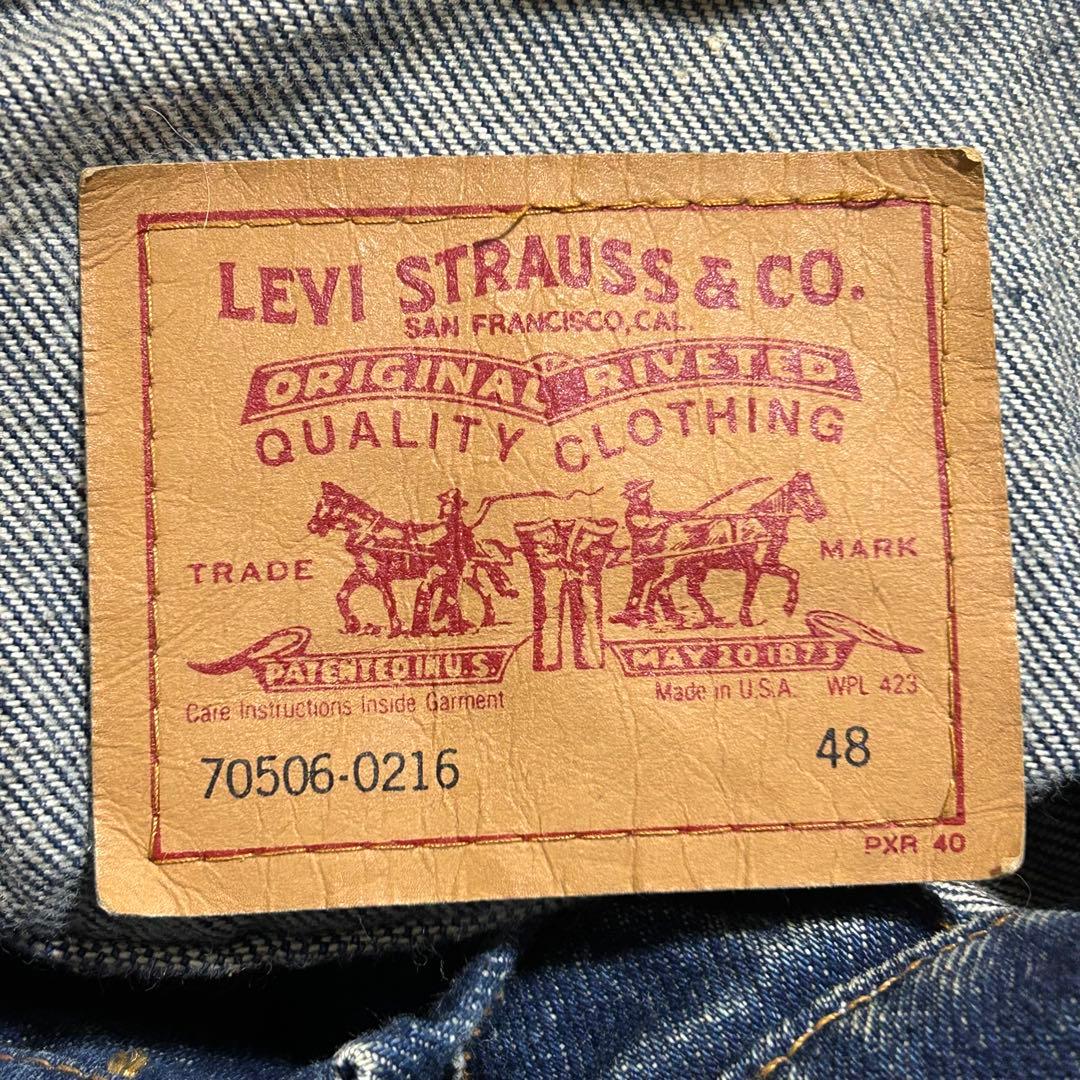 LEVI STRAUSS & CO.
SAN FRANCISCO, CAL.
ORIGINAL RIVETED
QUALITY CLOTHING
TRADE MARK
PATENTED IN U.S. MAY 20 1873
Care Instructions Inside Garment Made in U.S.A. WPL 423
70506-0216 48
PXR 40